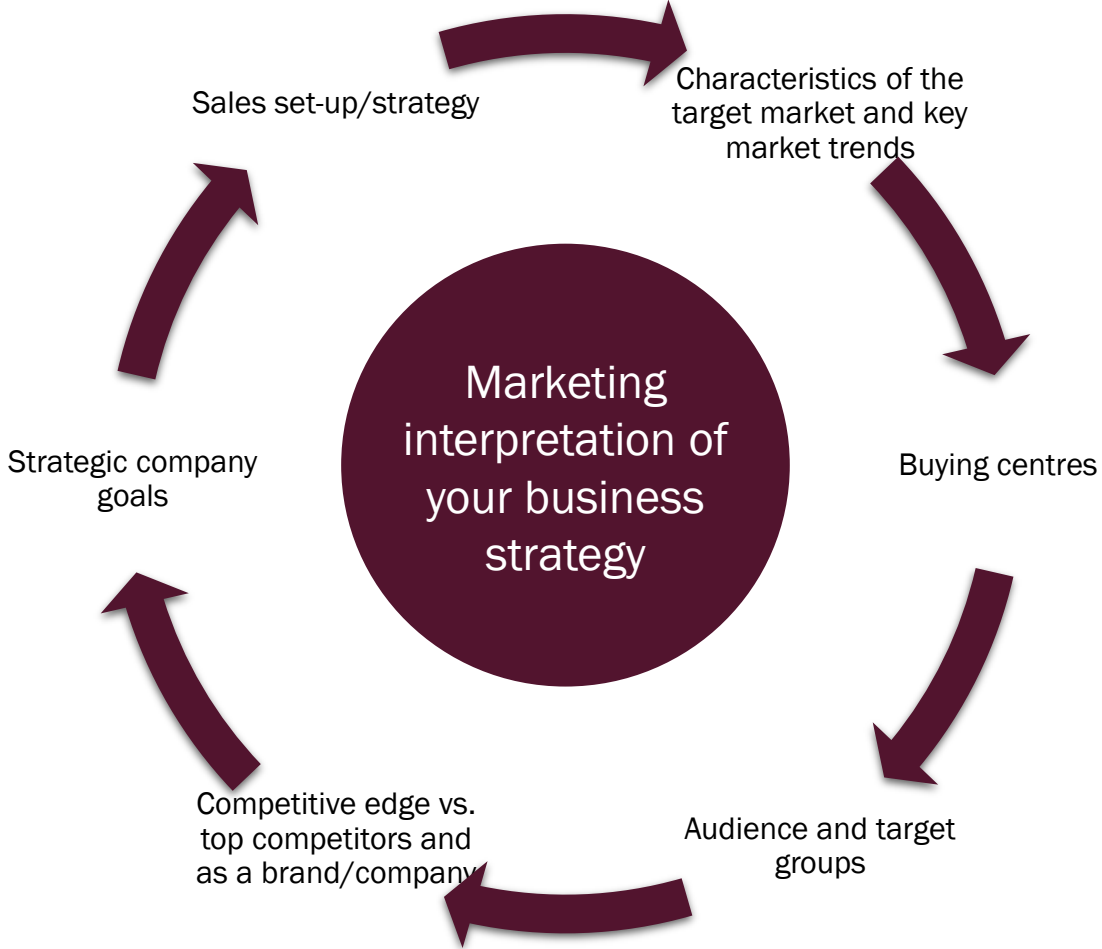 Sales set-up/strategy
Characteristics of the
target market and key
market trends
Marketing
interpretation of
your business
strategy
Strategic company
goals
Buying centres
Competitive edge vs.
top competitors and
as a brand/company
Audience and target
groups